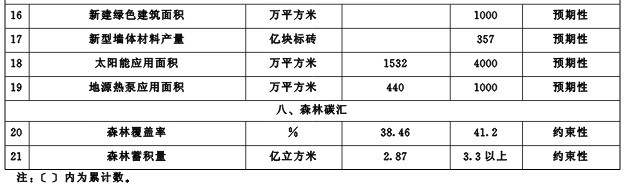 16 新建绿色建筑面积 万平方米 1000 预期性
17 新型墙体材料产量 亿块标砖 357 预期性
18 太阳能应用面积 万平方米 1532 4000 预期性
19 地源热泵应用面积 万平方米 440 1000 预期性
八、森林碳汇
20 森林覆盖率 % 38.46 41.2 约束性
21 森林蓄积量 亿立方米 2.87 3.3以上 约束性
注:〔 〕内为累计数。